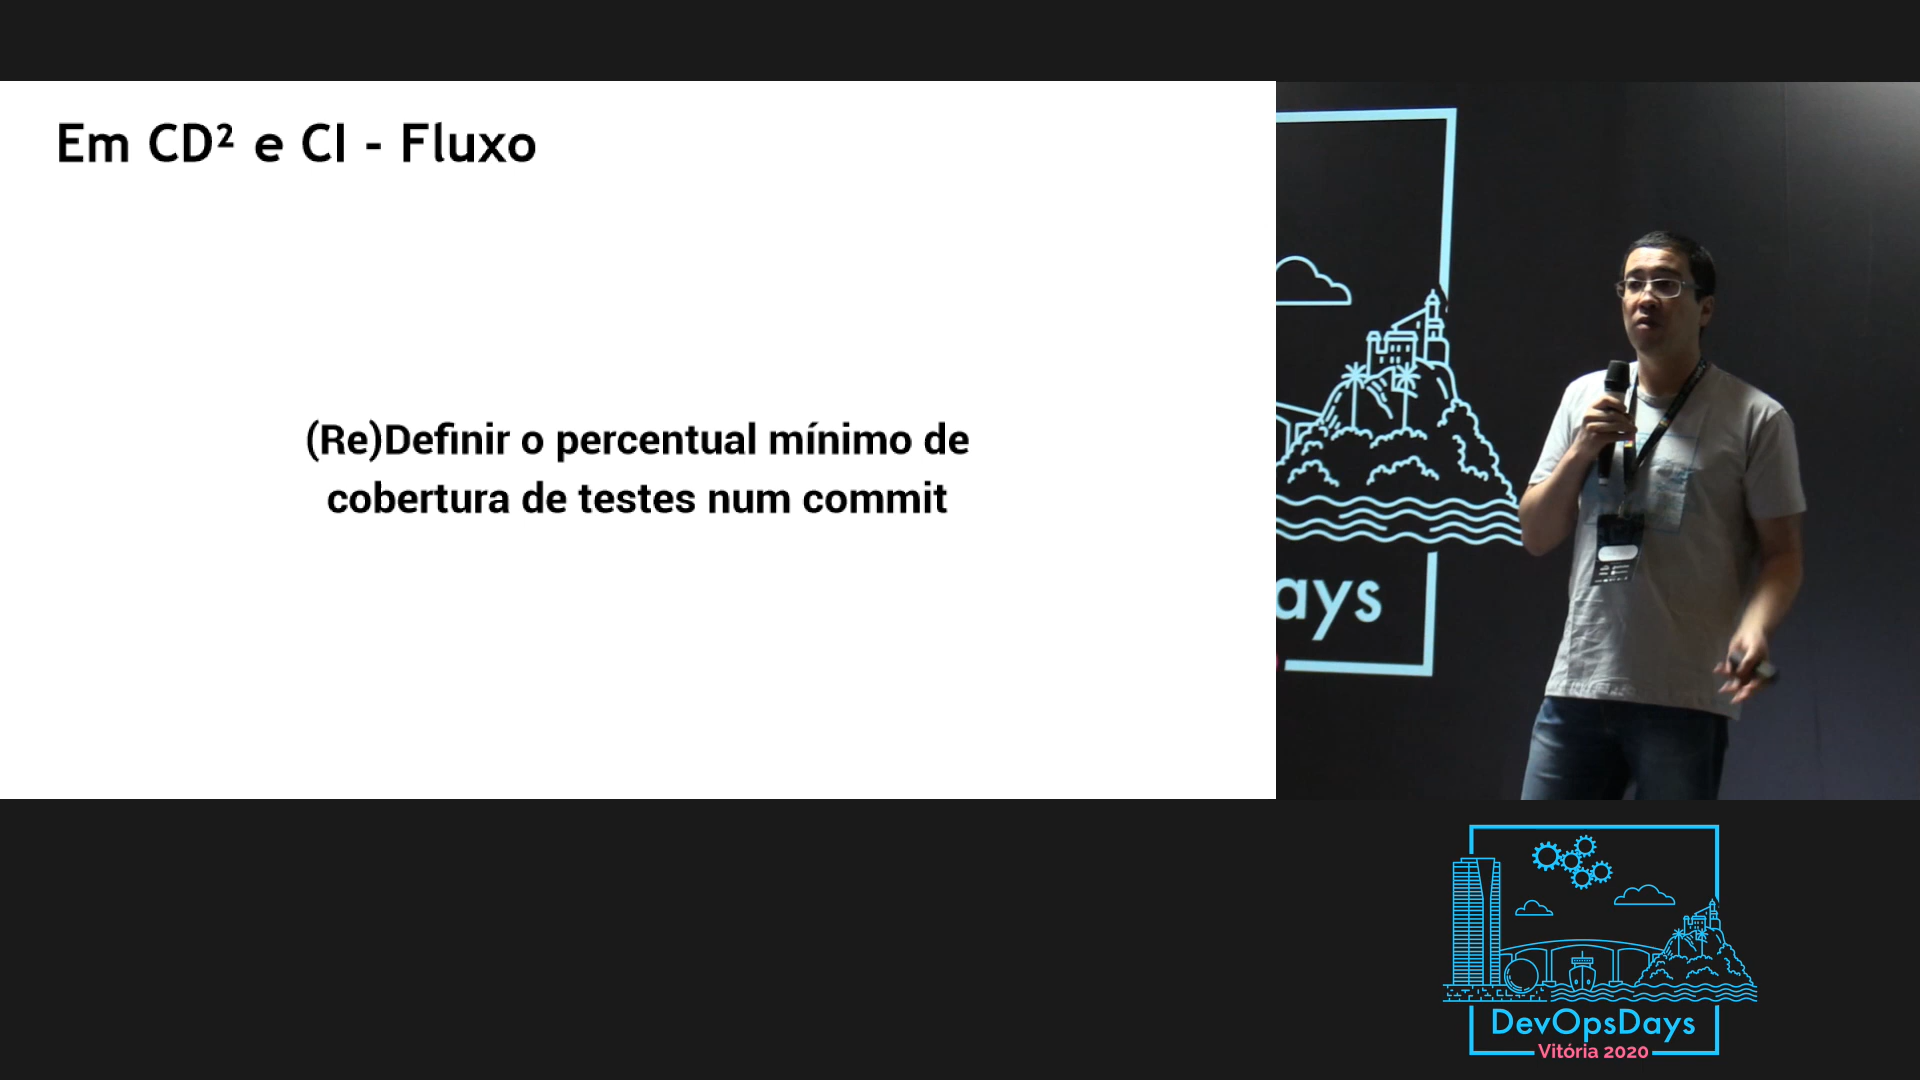 Em CD² e CI - Fluxo
(Re)Definir o percentual mínimo de
cobertura de testes num commit
ays
DevOpsDays
Vitória 2020